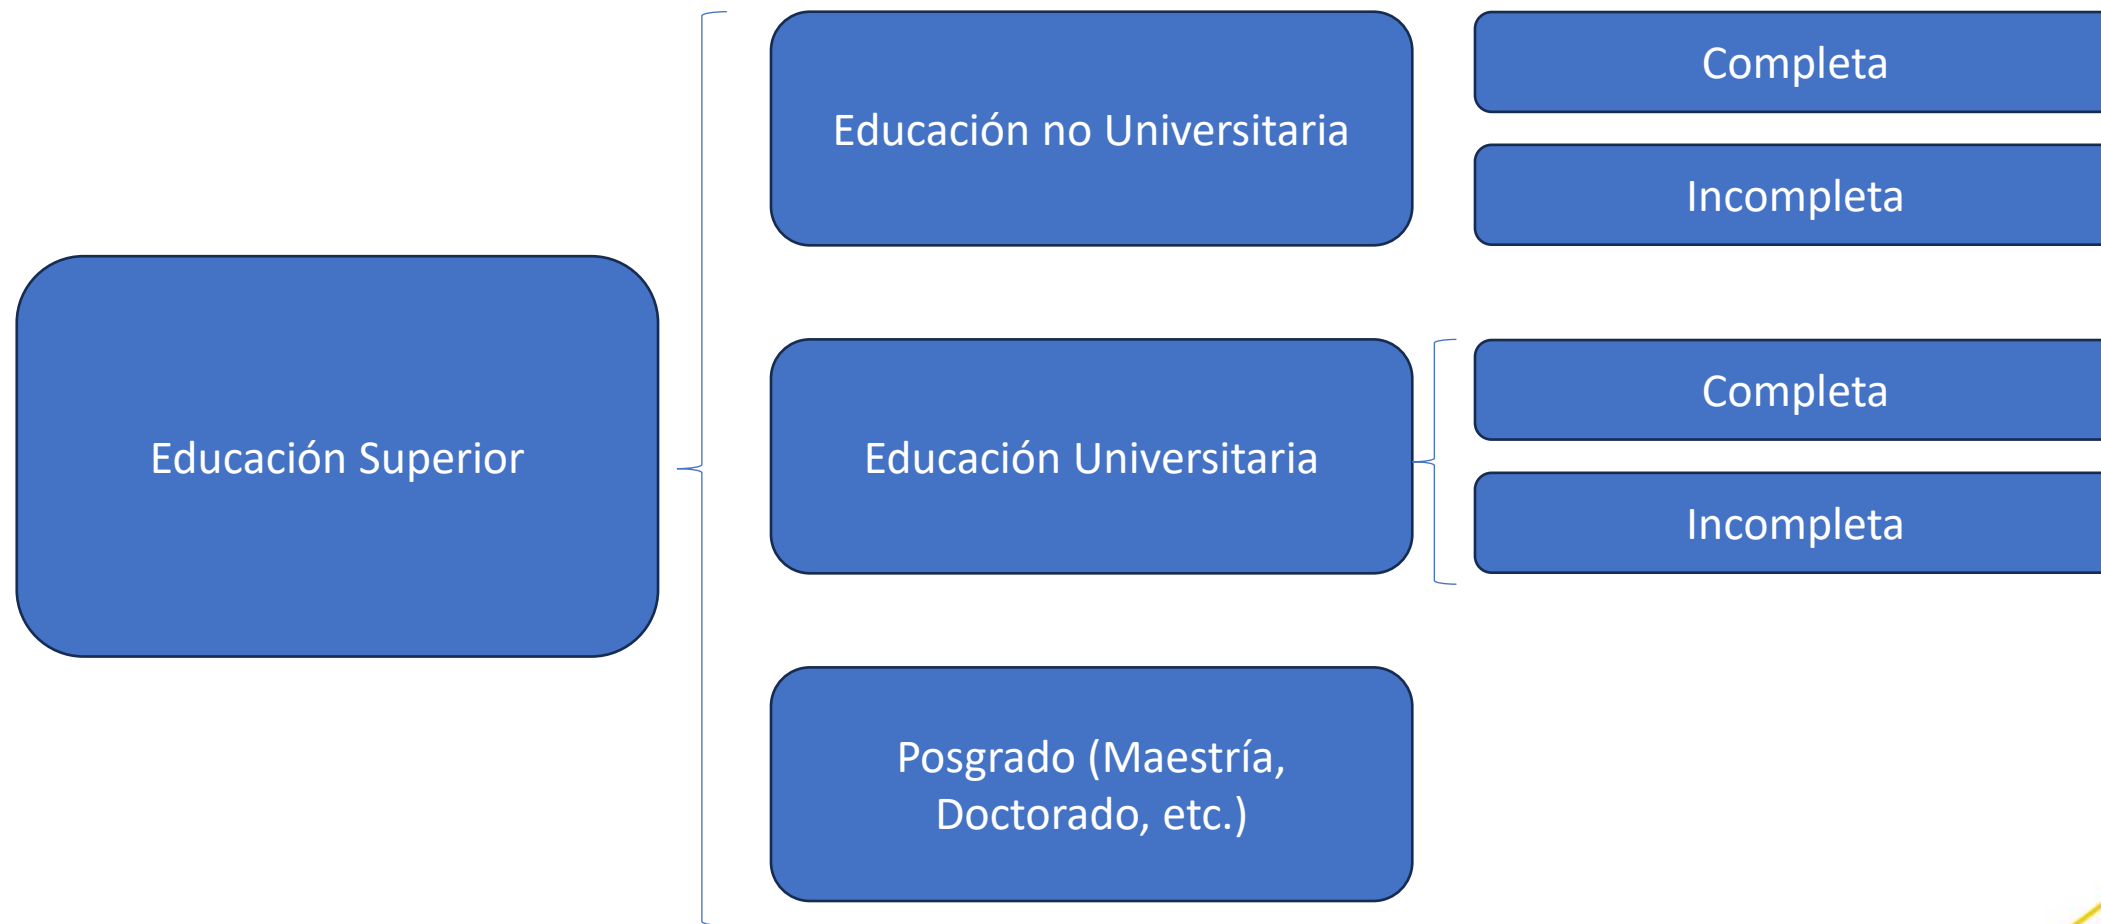 Educación Superior
Educación no Universitaria
Completa
Incompleta
Educación Universitaria
Completa
Incompleta
Posgrado (Maestría,
Doctorado, etc.)